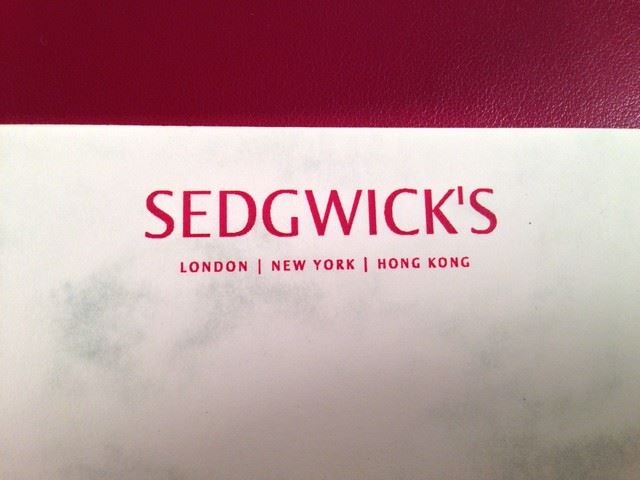 SEDGWICK'S
LONDON | NEW YORK | HONG KONG